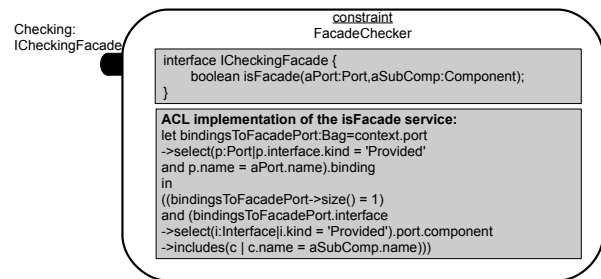 Checking:
ICheckingFacade
constraint
FacadeChecker
interface ICheckingFacade {
boolean isFacade(aPort:Port,aSubComp:Component);
}
ACL implementation of the isFacade service:
let bindingsToFacadePort:Bag=context.port
->select(p:Port|p.interface.kind = 'Provided'
and p.name = aPort.name).binding
in
((bindingsToFacadePort->size() = 1)
and (bindingsToFacadePort.interface
->select(i:Interface|i.kind = 'Provided').port.component
->includes(c | c.name = aSubComp.name)))